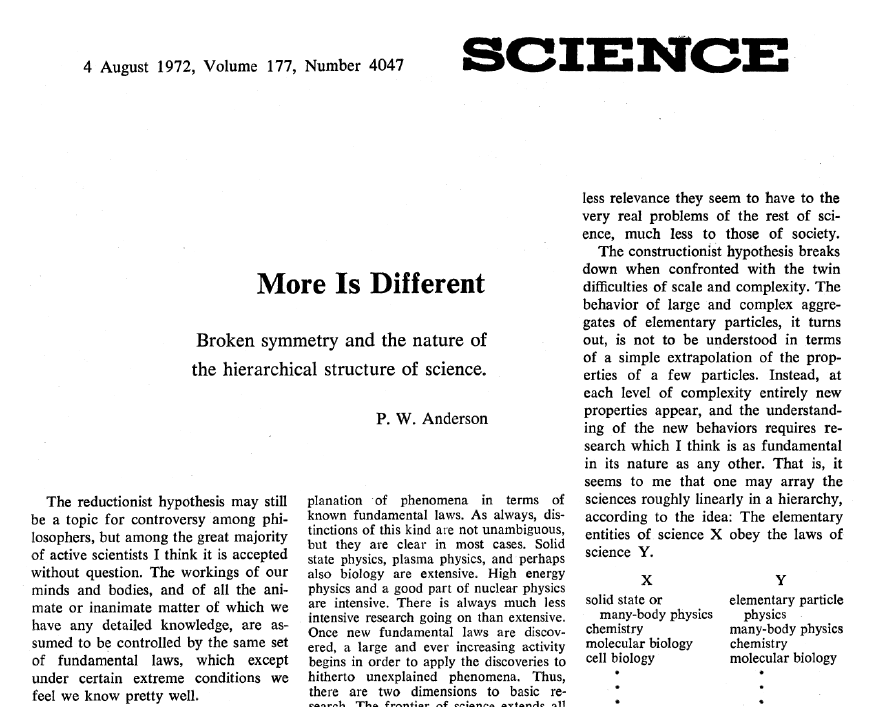 4 August 1972, Volume 177, Number 4047
SCIENCE
More Is Different
Broken symmetry and the nature of
the hierarchical structure of science.
P. W. Anderson
The reductionist hypothesis may still
be a topic for controversy among phi-
losophers, but among the great majority
of active scientists I think it is accepted
without question. The workings of our
minds and bodies, and of all the ani-
mate or inanimate matter of which we
have any detailed knowledge, are as-
sumed to be controlled by the same set
of fundamental laws, which except
under certain extreme conditions we
feel we know pretty well.
planation of phenomena in terms of
known fundamental laws. As always, dis-
tinctions of this kind are not unambiguous,
but they are clear in most cases. Solid
state physics, plasma physics, and perhaps
also biology are extensive. High energy
physics and a good part of nuclear physics
are intensive. There is always much less
intensive research going on than extensive.
Once new fundamental laws are discov-
ered, a large and ever increasing activity
begins in order to apply the discoveries to
hitherto unexplained phenomena. Thus,
there are two dimensions to basic re-
search. The frontier of science extends all
less relevance they seem to have to the
very real problems of the rest of sci-
ence, much less to those of society.
The constructionist hypothesis breaks
down when confronted with the twin
difficulties of scale and complexity. The
behavior of large and complex aggre-
gates of elementary particles, it turns
out, is not to be understood in terms
of a simple extrapolation of the prop-
erties of a few particles. Instead, at
each level of complexity entirely new
properties appear, and the understand-
ing of the new behaviors requires re-
search which I think is as fundamental
in its nature as any other. That is, it
seems to me that one may array the
sciences roughly linearly in a hierarchy,
according to the idea: The elementary
entities of science X obey the laws of
science Y.
X Y
solid state or elementary particle
many-body physics physics
chemistry many-body physics
molecular biology chemistry
cell biology molecular biology
. .
. .
. .